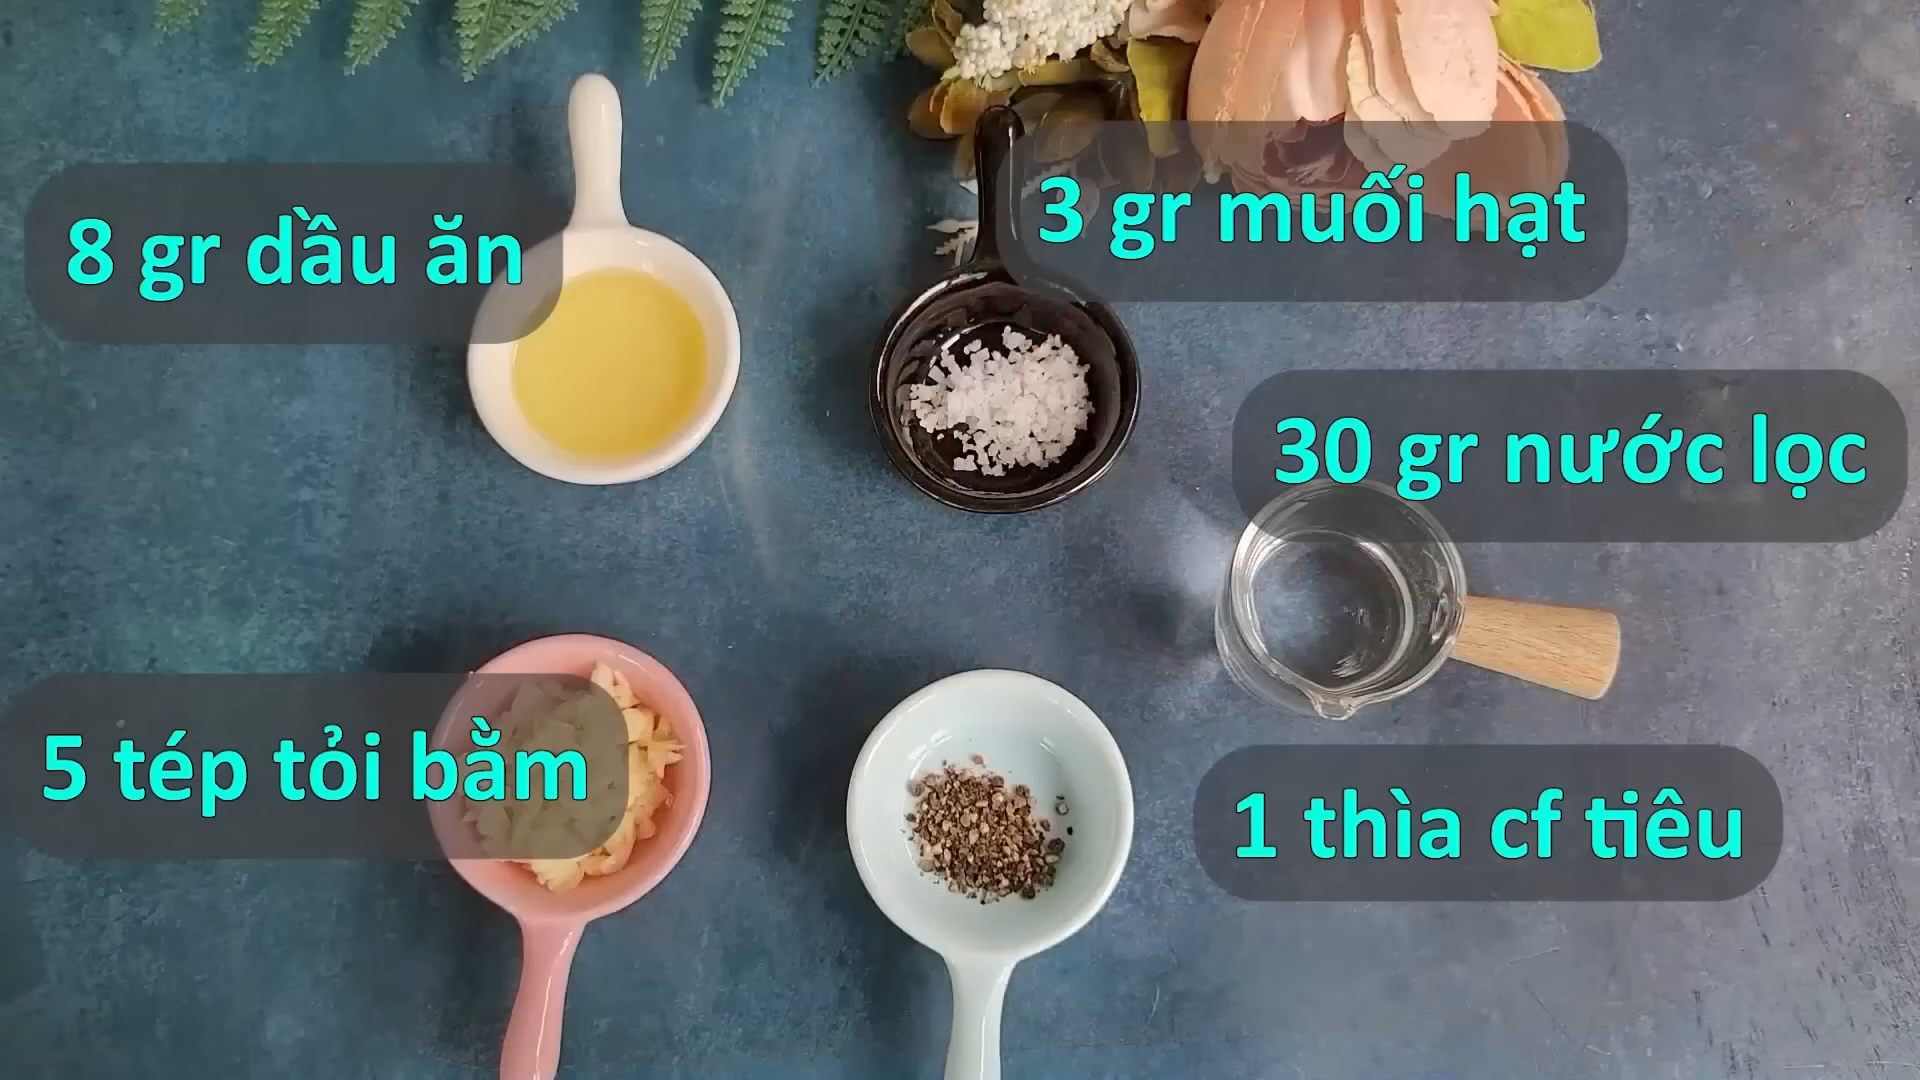 8 gr dầu ăn
3 gr muối hạt
30 gr nước lọc
5 tép tỏi bằm
1 thìa cf tiêu